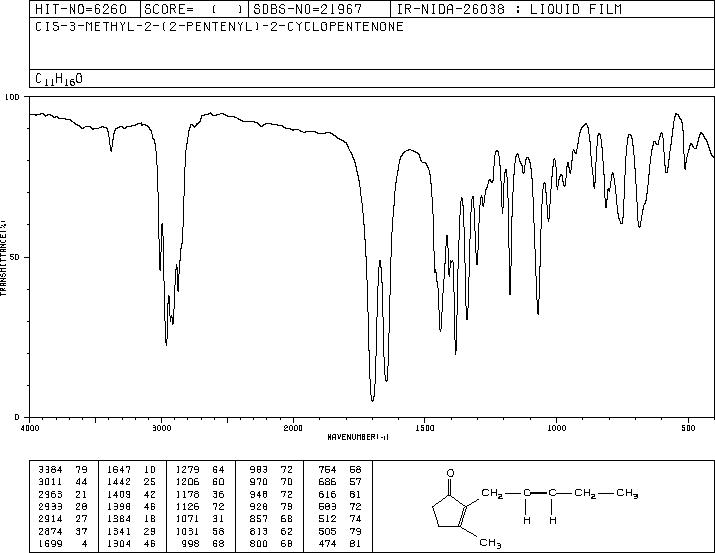 HIT-NO=6260 SCORE= ( ) SDBS-NO=21967 IR-NIDA-26038 : LIQUID FILM
CIS-3-METHYL-2-(2-PENTENYL)-2-CYCLOPENTENONE
C11H16O
100
50
0
TRANSMITTANCE(%)
4000 3000 2000 1500 1000 500
WAVENUMBER(-1)
3384 79 1647 10 1279 64 983 72 754 58
3011 44 1442 25 1206 60 970 70 686 57
2963 21 1409 42 1178 36 948 72 616 81
2933 28 1398 46 1126 72 928 79 583 72
2914 27 1384 18 1071 31 857 68 512 74
2874 37 1341 29 1031 58 813 62 505 79
1699 4 1304 46 998 68 800 68 474 81
O
CH2 CH2 CH3
H H
CH3